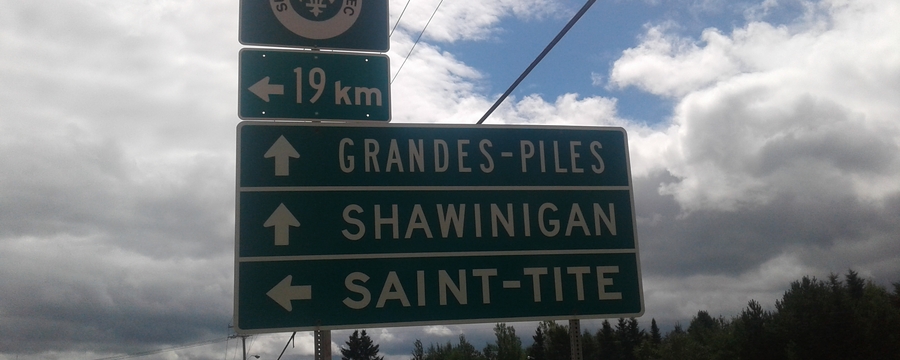 19 km
GRANDES-PILES
SHAWINIGAN
SAINT-TITE